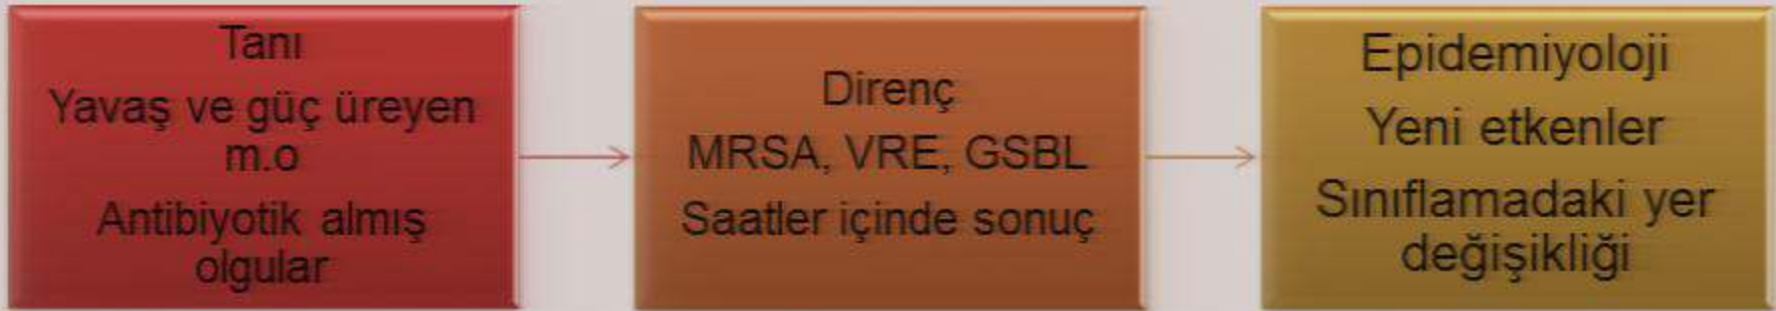 Tanı
Yavaş ve güç üreyen
m.o
Antibiyotik almış
olgular
Direnç
MRSA, VRE, GSBL
Saatler içinde sonuç
Epidemiyoloji
Yeni etkenler
Sınıflamadaki yer
değişikliği